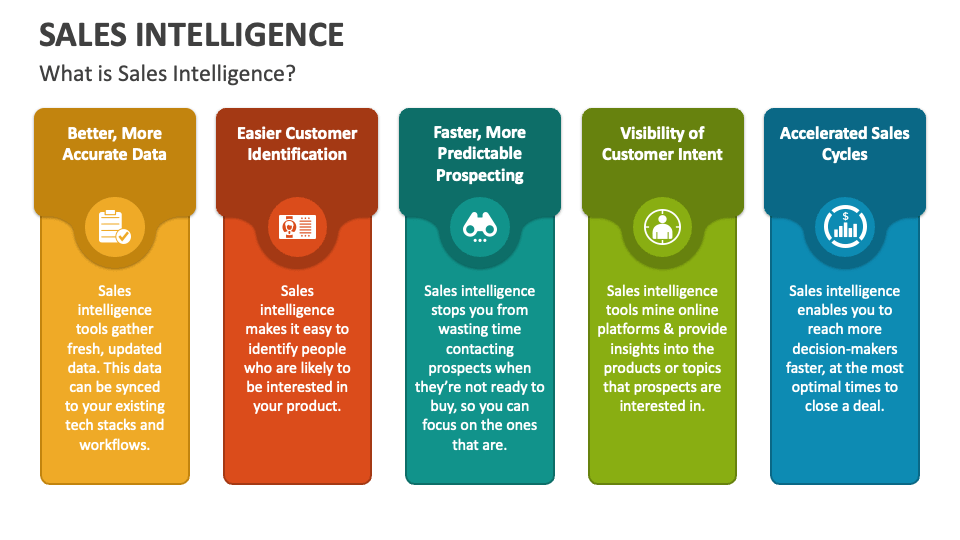 SALES INTELLIGENCE
What is Sales Intelligence?
Better, More
Accurate Data
Sales
intelligence
tools gather
fresh, updated
data. This data
can be synced
to your existing
tech stacks and
workflows.
Easier Customer
Identification
Sales
intelligence
makes it easy to
identify people
who are likely to
be interested in
your product.
Faster, More
Predictable
Prospecting
Sales intelligence
stops you from
wasting time
contacting
prospects when
they're not ready to
buy, so you can
focus on the ones
that are.
Visibility of
Customer Intent
Sales intelligence
tools mine online
platforms & provide
insights into the
products or topics
that prospects are
interested in.
Accelerated Sales
Cycles
$
Sales intelligence
enables you to
reach more
decision-makers
faster, at the most
optimal times to
close a deal.